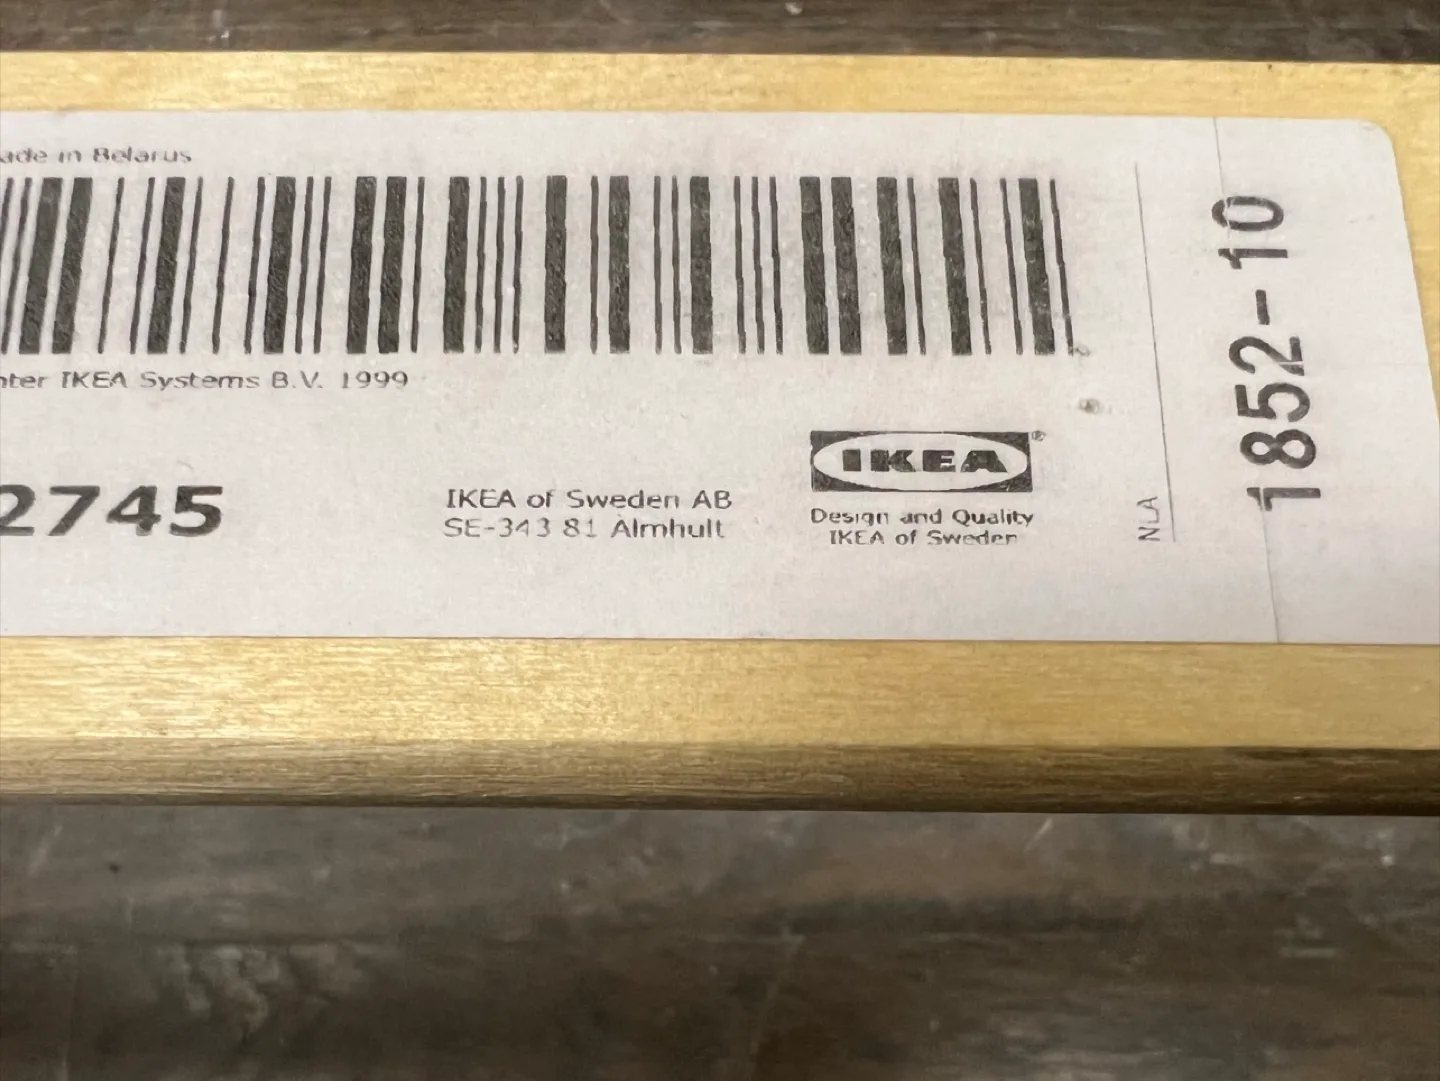 ade in Belarus
nter IKEA Systems B.V. 1999
2745
IKEA of Sweden AB
SE-343 81 Älmhult
IKEA®
Design and Quality
IKEA of Sweden
NLA
1852-10